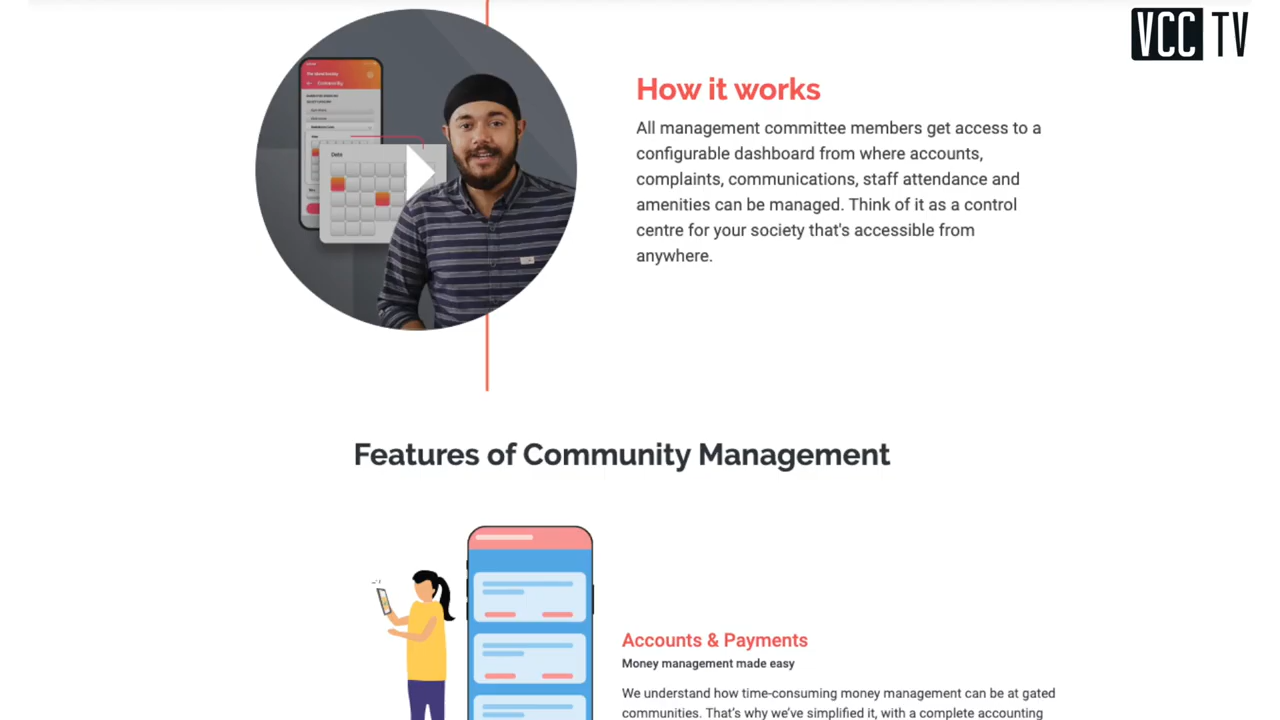 VCC TV
How it works
All management committee members get access to a
configurable dashboard from where accounts,
complaints, communications, staff attendance and
amenities can be managed. Think of it as a control
centre for your society that's accessible from
anywhere.
Date
Features of Community Management
Accounts & Payments
Money management made easy
We understand how time-consuming money management can be at gated
communities. That's why we've simplified it, with a complete accounting